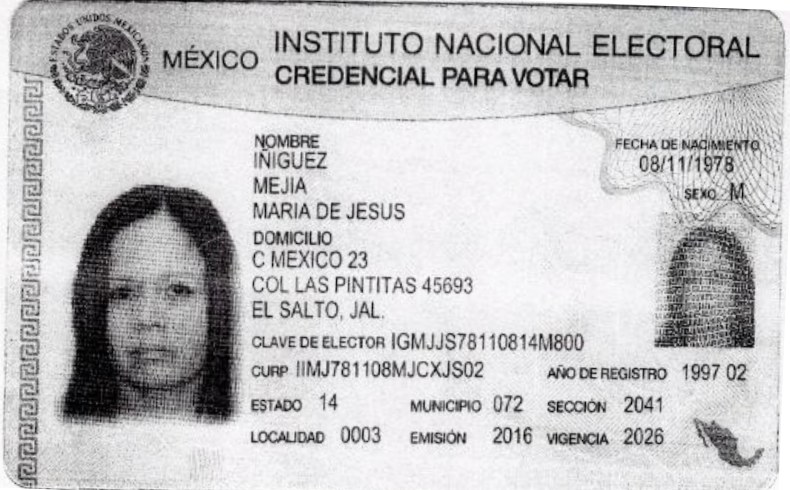 ESTADOS UNIDOS MEXICANOS
MÉXICO INSTITUTO NACIONAL ELECTORAL
CREDENCIAL PARA VOTAR
NOMBRE
IÑIGUEZ
MEJIA
MARIA DE JESUS
FECHA DE NACIMIENTO
08/11/1978
SEXO M
DOMICILIO
C MEXICO 23
COL LAS PINTITAS 45693
EL SALTO, JAL.
CLAVE DE ELECTOR IGMJJS78110814M800
CURP IIMJ781108MJCXJS02 AÑO DE REGISTRO 1997 02
ESTADO 14 MUNICIPIO 072 SECCIÓN 2041
LOCALIDAD 0003 EMISIÓN 2016 VIGENCIA 2026